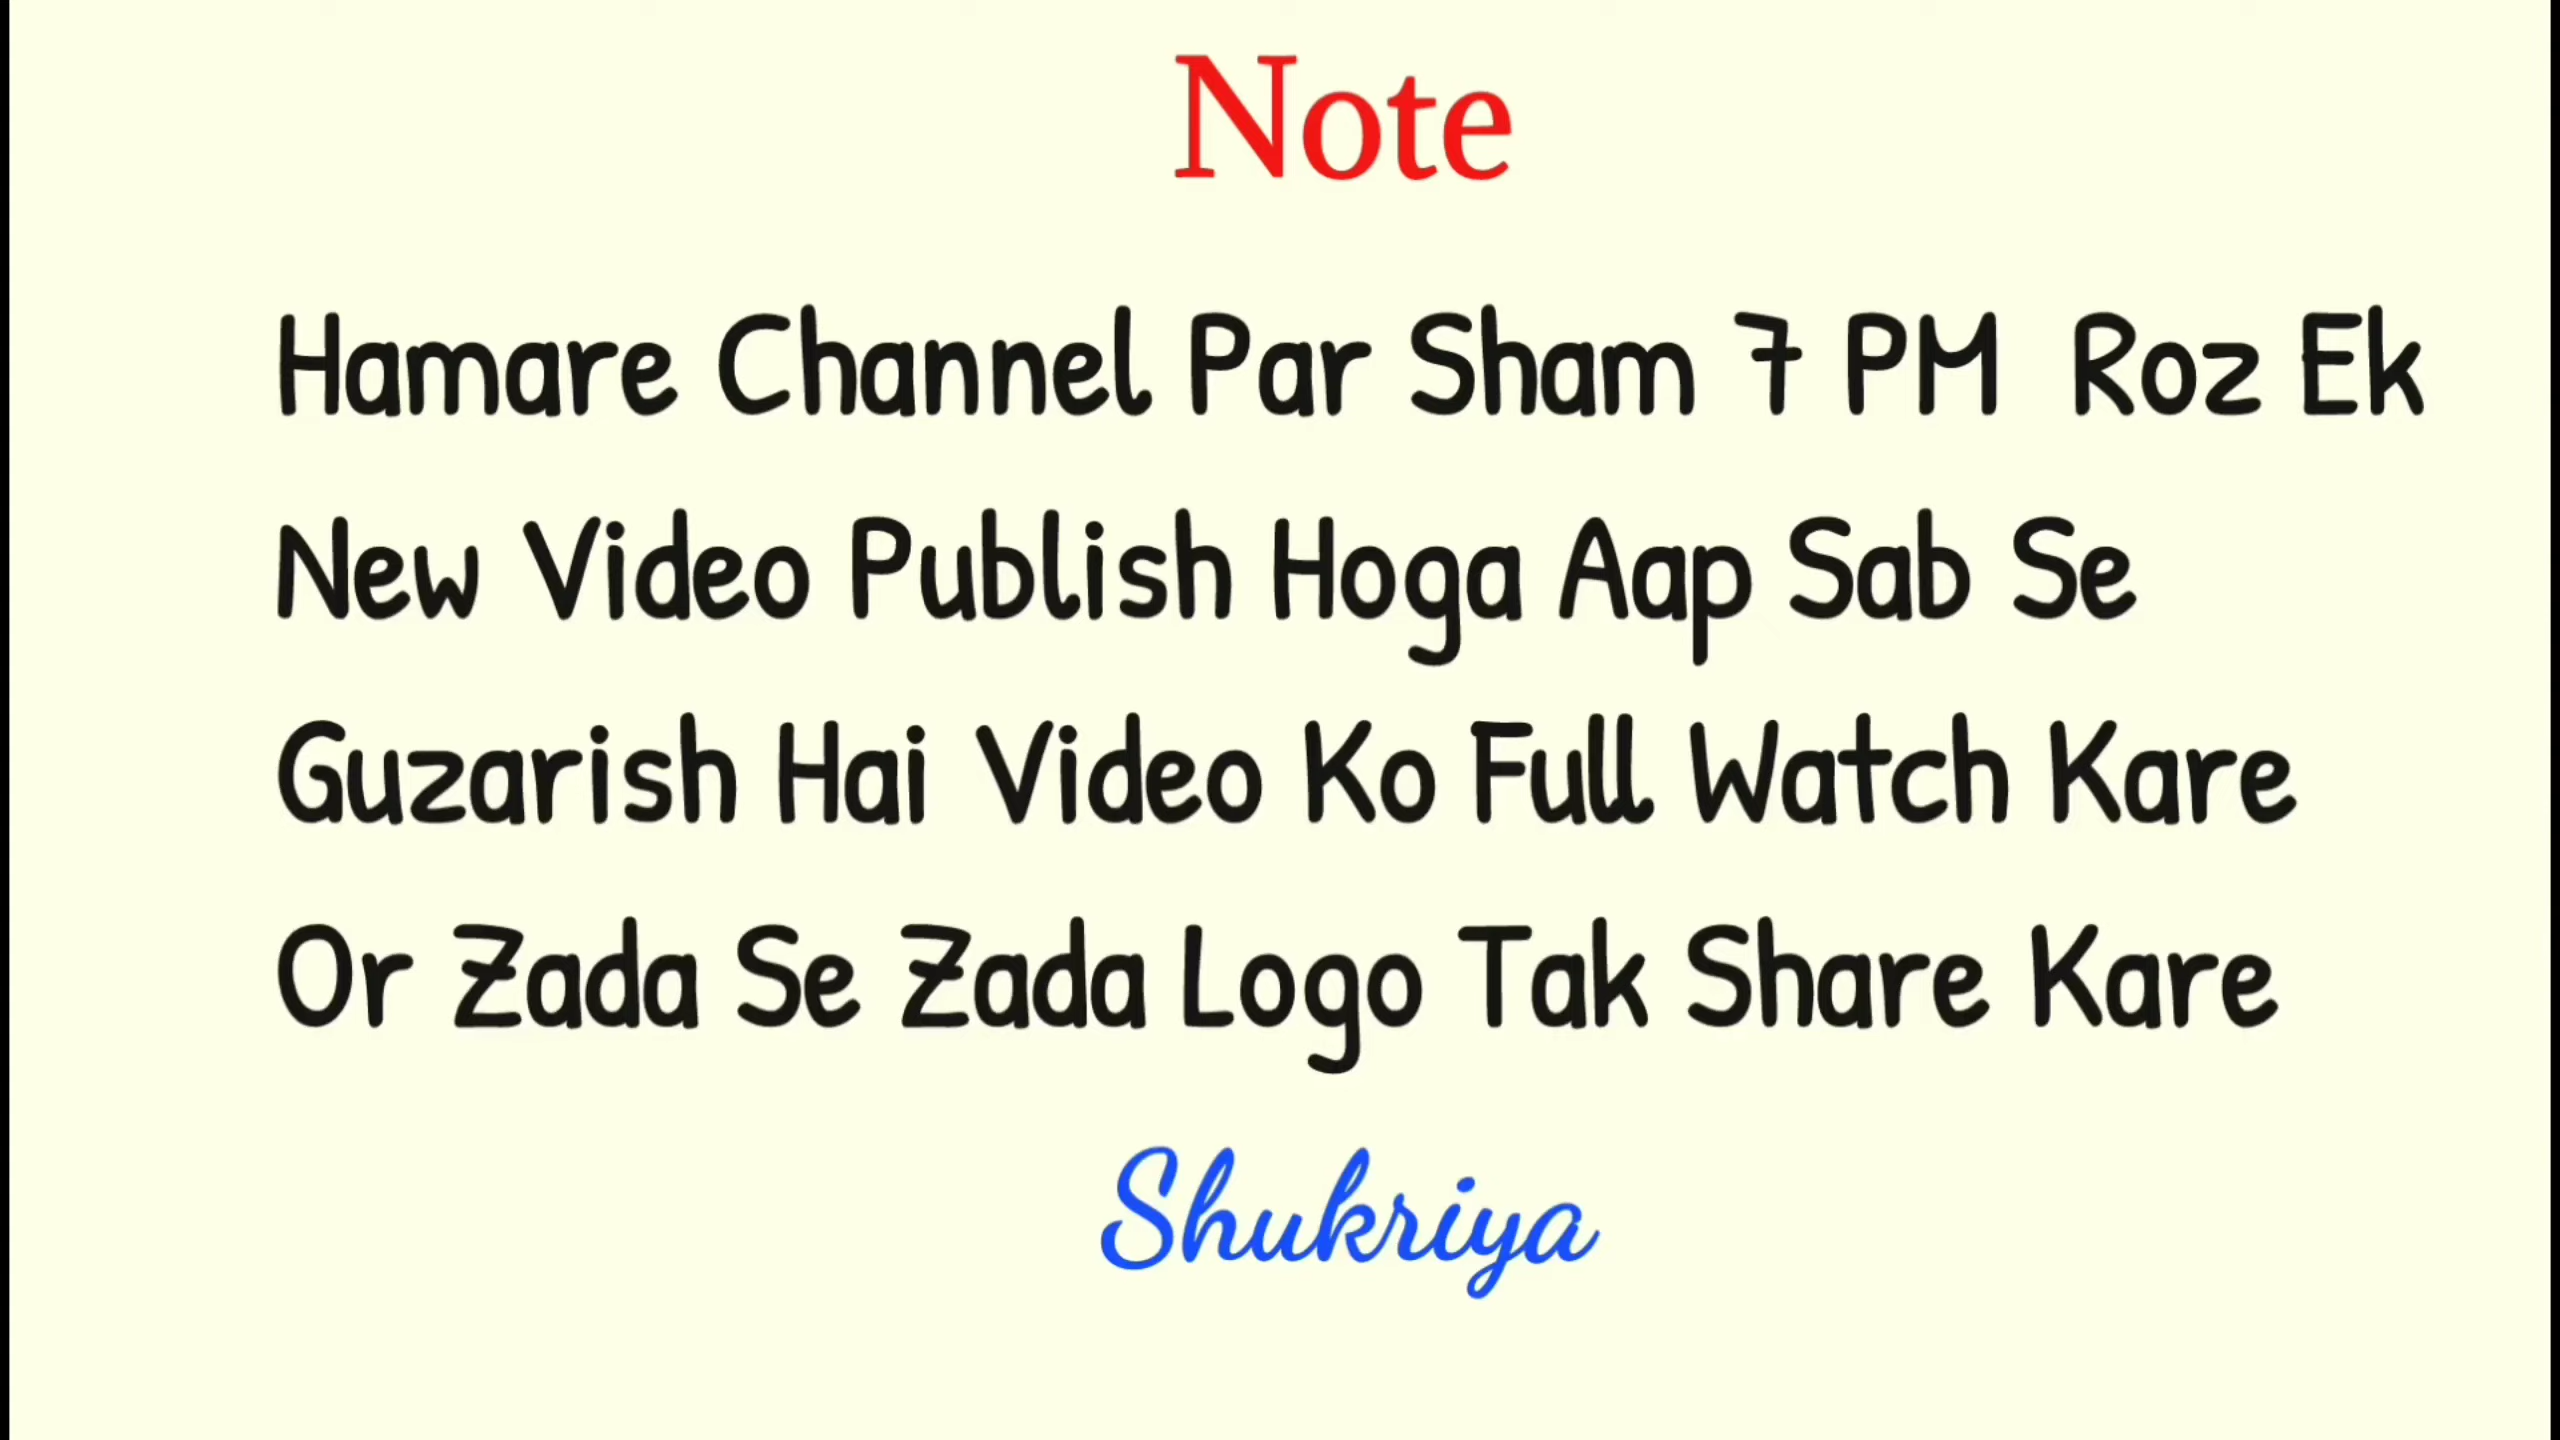 Note
Hamare Channel Par Sham 7 PM Roz Ek
New Video Publish Hoga Aap Sab Se
Guzarish Hai Video Ko Full Watch Kare
Or Zada Se Zada Logo Tak Share Kare
Shukriya